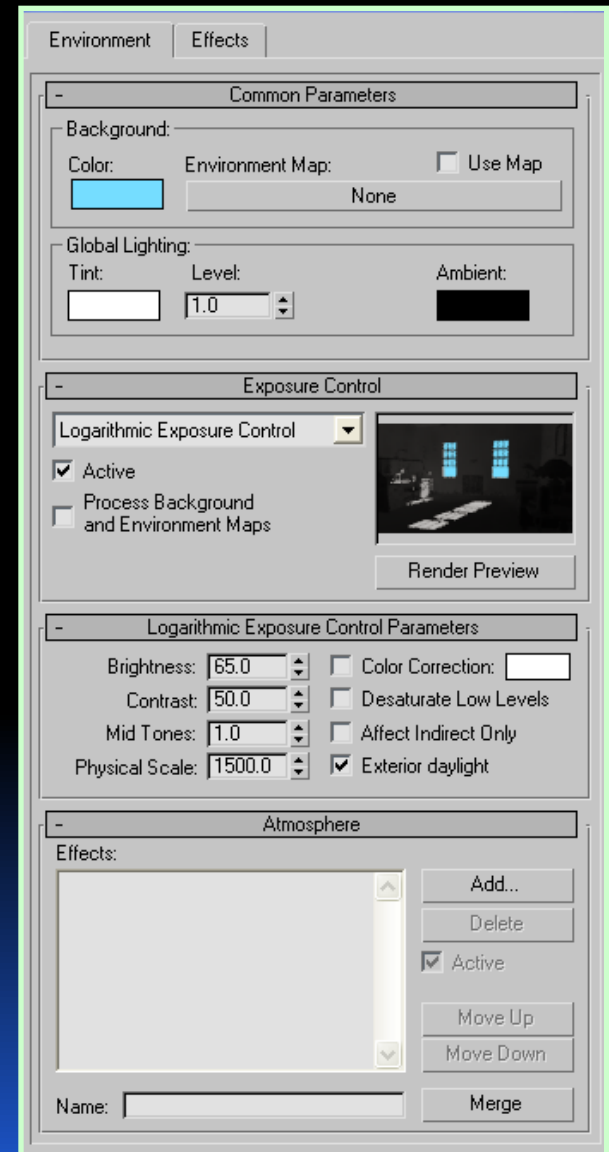 Environment Effects
- Common Parameters
Background:
Color: Environment Map: Use Map
None
Global Lighting:
Tint: Level: Ambient:
1.0
- Exposure Control
Logarithmic Exposure Control
Active
Process Background
and Environment Maps
Render Preview
- Logarithmic Exposure Control Parameters
Brightness: 65.0 Color Correction:
Contrast: 50.0 Desaturate Low Levels
Mid Tones: 1.0 Affect Indirect Only
Physical Scale: 1500.0 Exterior daylight
- Atmosphere
Effects:
Add...
Delete
Active
Move Up
Move Down
Name: Merge